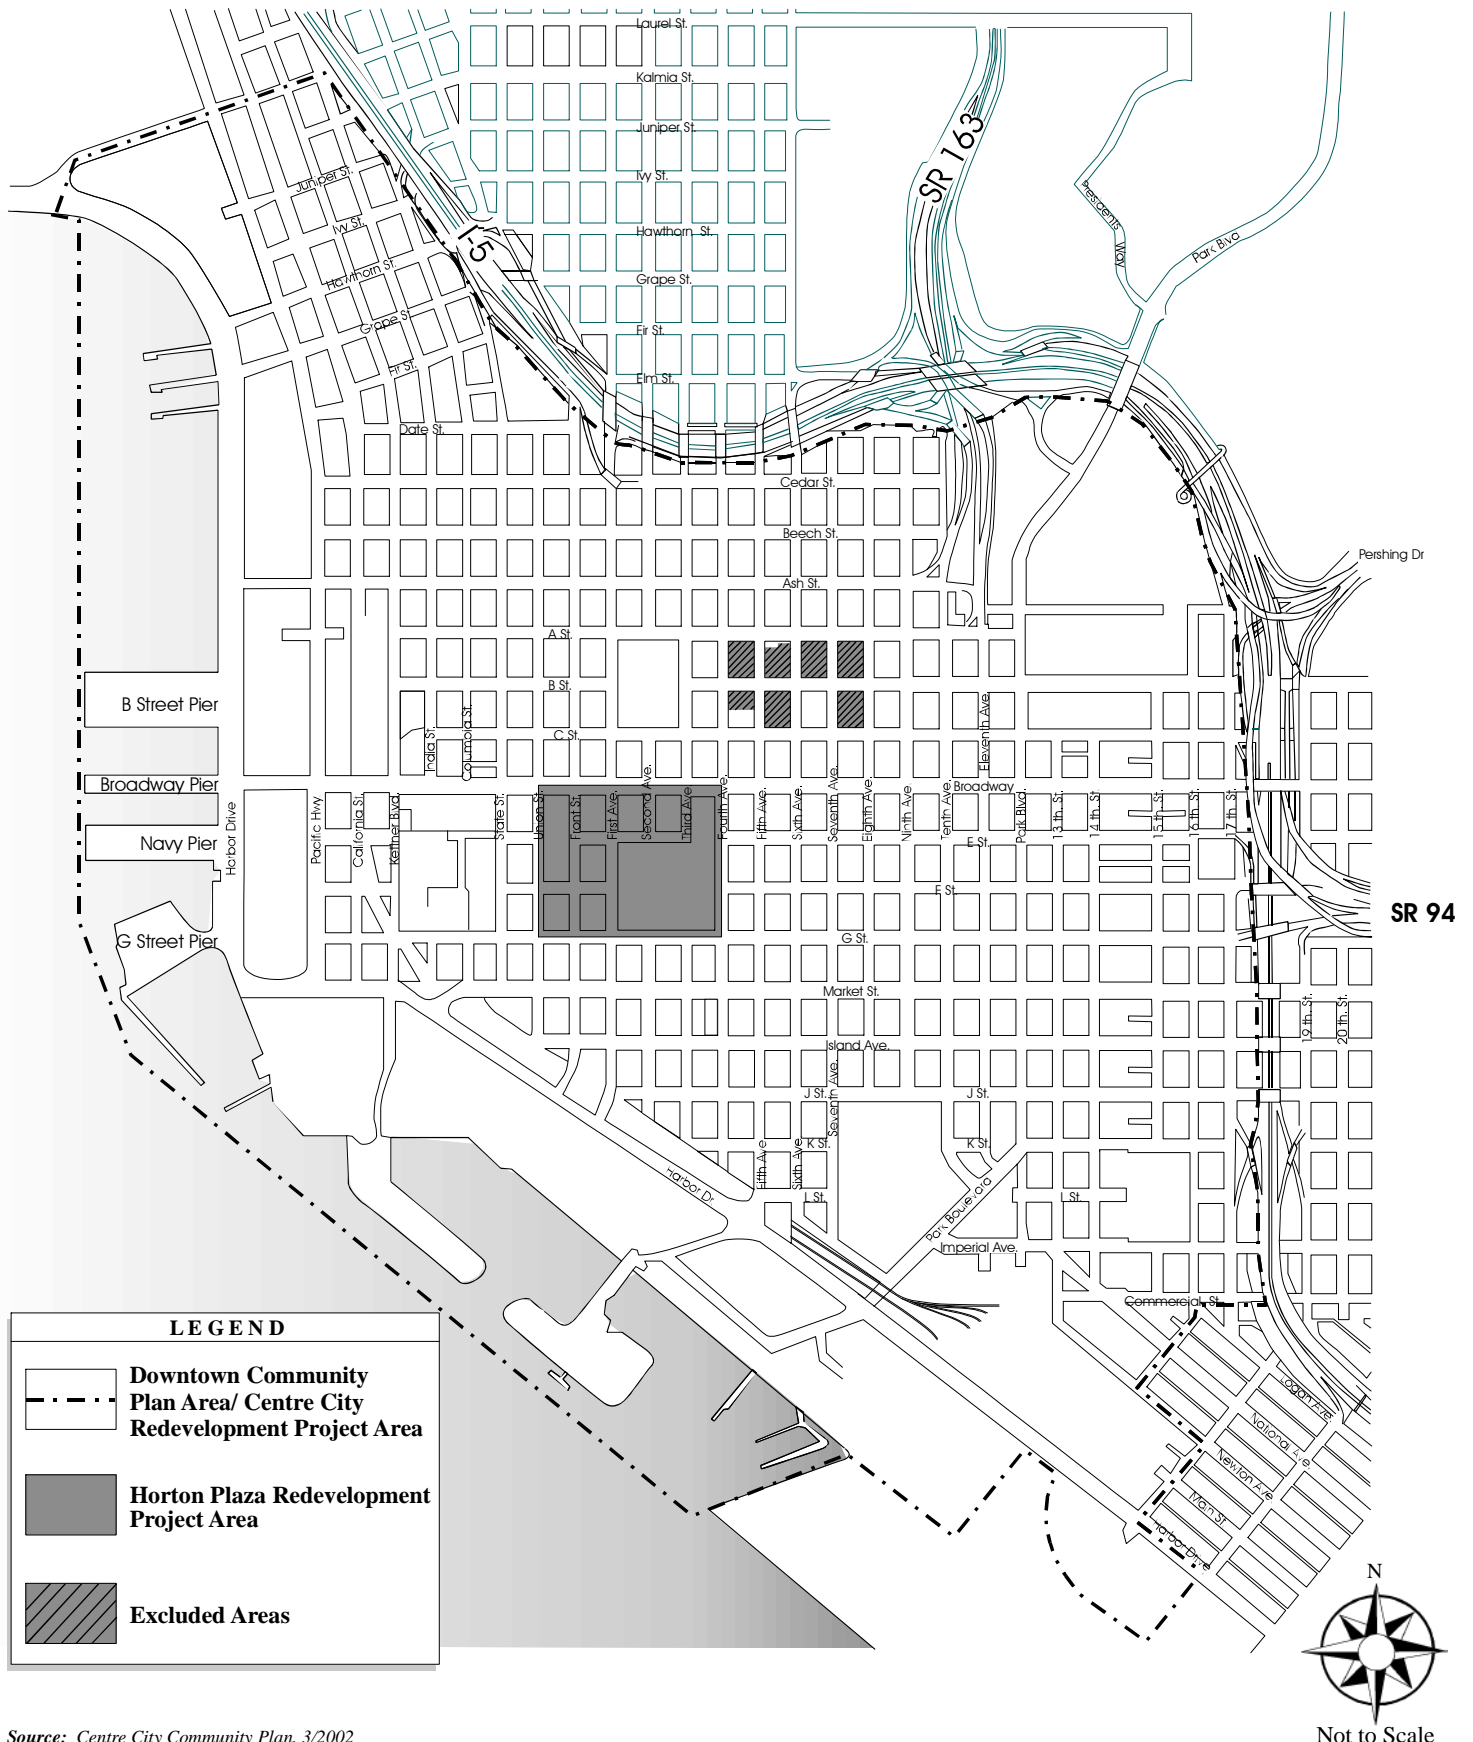 Laurel St.
Kalmia St.
Juniper St.
Ivy St.
Hawthorn St.
Grape St.
Fir St.
Elm St.
SR 163
Presidents Way
Park Blvd
I-5
Juniper St.
Ivy St.
Hawthorn St.
Grape St.
Fir St.
Date St.
Cedar St.
Beech St.
Ash St.
Pershing Dr
A St.
B St.
C St.
B Street Pier
Broadway Pier
Navy Pier
G Street Pier
Harbor Drive
Pacific Hwy
California St.
Kettner Blvd.
India St.
Columbia St.
State St.
Union St.
Front St.
First Ave.
Second Ave.
Third Ave.
Fourth Ave.
Fifth Ave.
Sixth Ave.
Seventh Ave.
Eighth Ave.
Ninth Ave.
Tenth Ave.
Eleventh Ave.
Park Blvd.
13 th. St.
14 th. St.
15 th. St.
16 th. St.
17 th. St.
Broadway
E St.
F St.
SR 94
G St.
Market St.
19 th. St.
20 th. St.
Island Ave.
Seventh Ave.
J St.
J St.
K St.
K St.
Fifth Ave
Sixth Ave
L St.
L St.
Harbor Dr
Park Boulevard
Imperial Ave.
Commercial St.
Logan Ave.
National Ave.
Newton Ave
Main St
Harbor Drive
LEGEND
Downtown Community
Plan Area/ Centre City
Redevelopment Project Area
Horton Plaza Redevelopment
Project Area
Excluded Areas
N
Not to Scale
Source: Centre City Community Plan, 3/2002